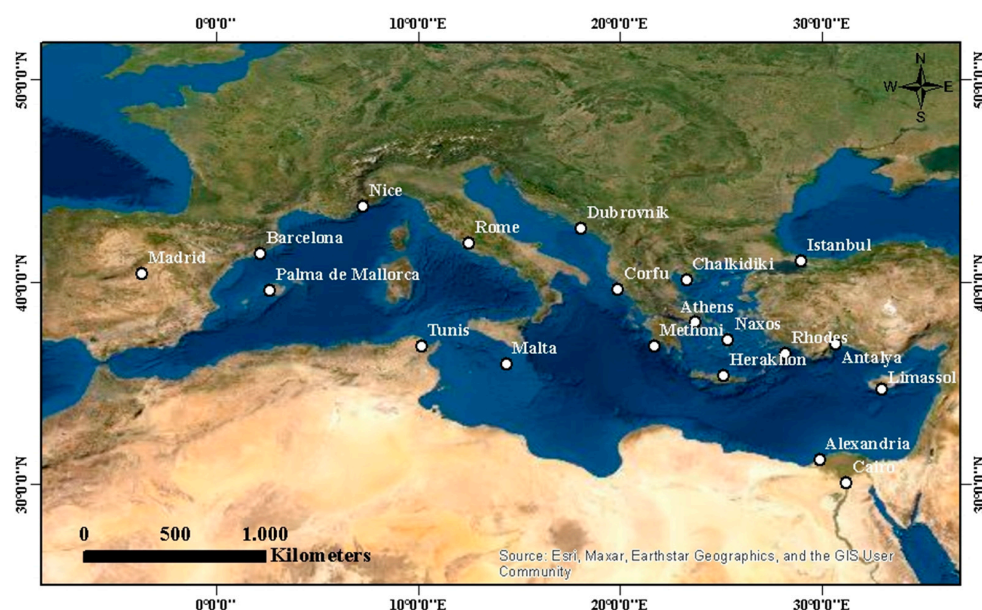 0°0'0"
10°0'0"E
20°0'0"E
30°0'0"E
50°0'0"N
50°0'0"N
N
W
E
S
Nice
Dubrovnik
Rome
Barcelona
Istanbul
Madrid
Palma de Mallorca
Corfu
Chalkidiki
40°0'0"N
40°0'0"N
Athens
Tunis
Methoni
Naxos
Rhodes
Malta
Heraklion
Antalya
Limassol
Alexandria
Cairo
30°0'0"N
30°0'0"N
0
500
1.000
Kilometers
Source: Esri, Maxar, Earthstar Geographics, and the GIS User
Community
0°0'0"
10°0'0"E
20°0'0"E
30°0'0"E